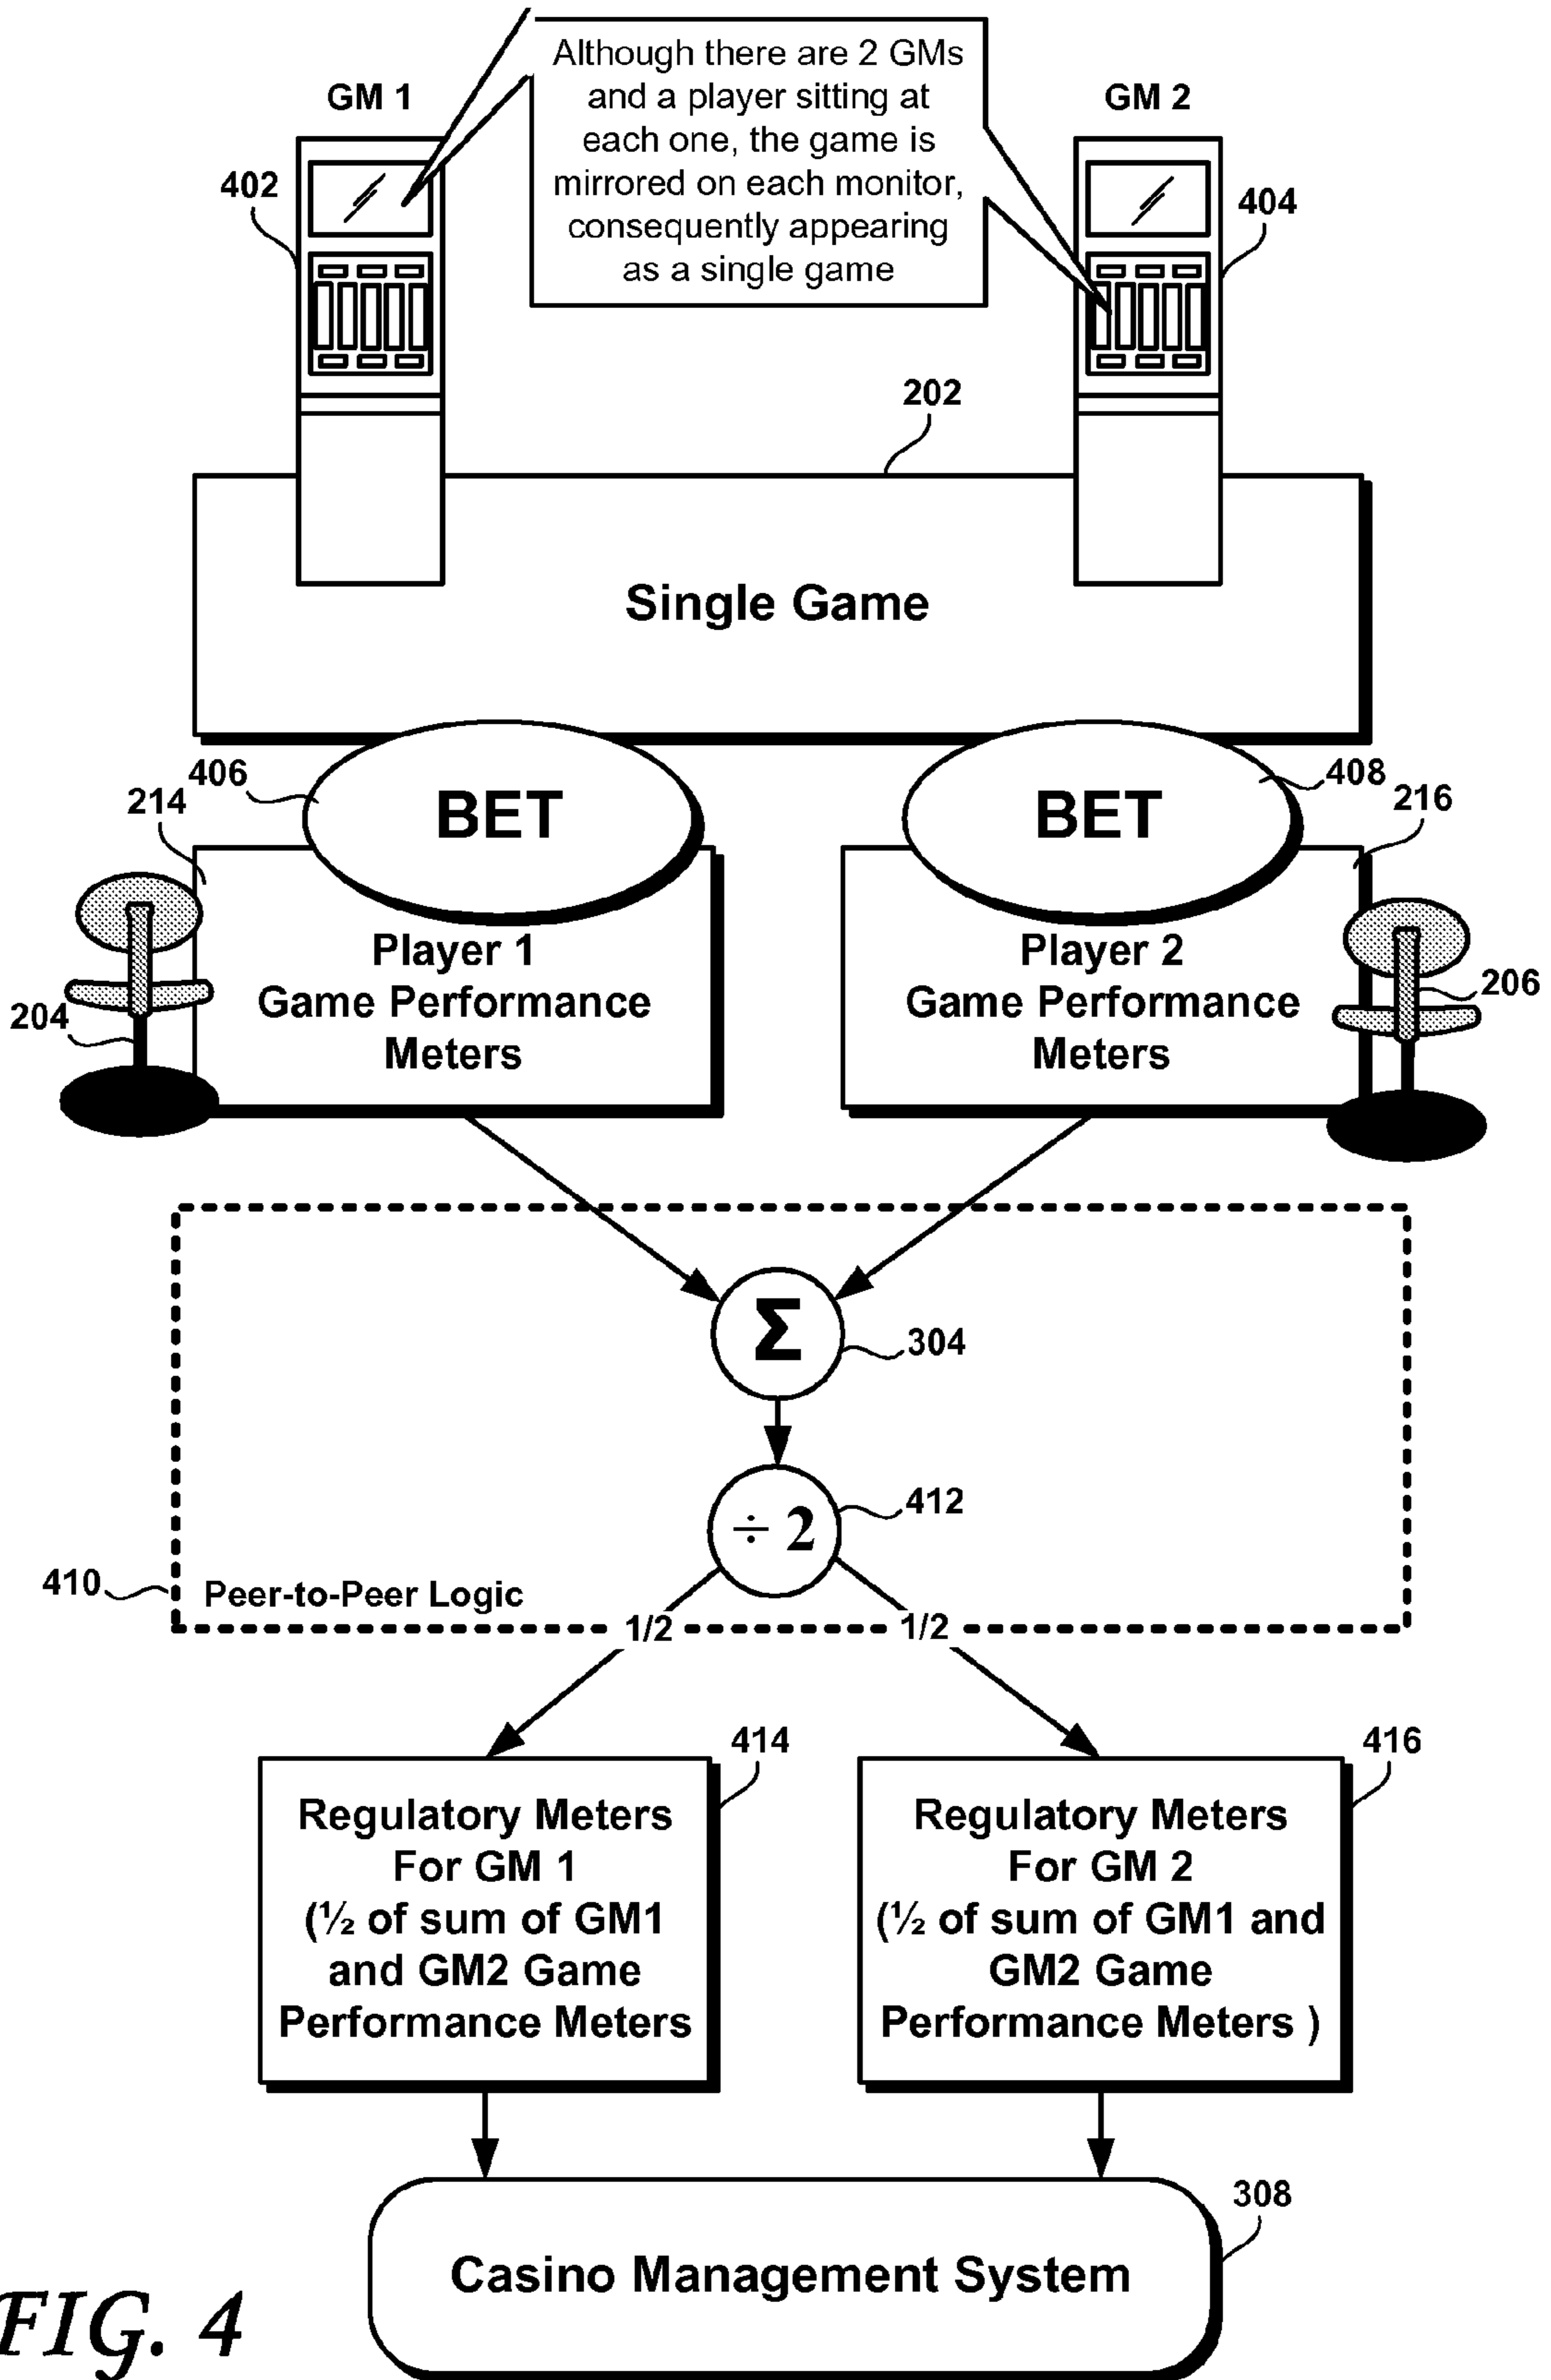 Although there are 2 GMs
and a player sitting at
each one, the game is
mirrored on each monitor,
consequently appearing
as a single game
GM 1
GM 2
402
404
202
Single Game
406
BET
BET
408
214
216
Player 1
Game Performance
Meters
Player 2
Game Performance
Meters
204
206
Σ
304
÷ 2
412
410
Peer-to-Peer Logic
1/2
1/2
414
416
Regulatory Meters
For GM 1
(½ of sum of GM1
and GM2 Game
Performance Meters
Regulatory Meters
For GM 2
(½ of sum of GM1 and
GM2 Game
Performance Meters )
308
Casino Management System
FIG. 4